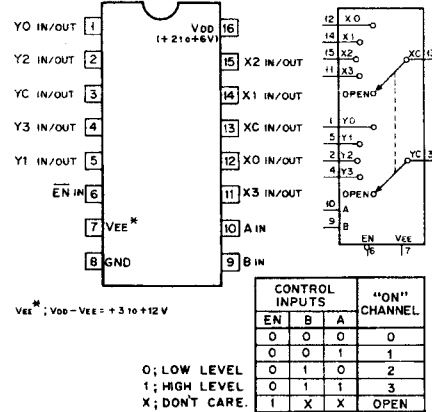 Y0 IN/OUT 1
Y2 IN/OUT 2
YC IN/OUT 3
Y3 IN/OUT 4
Y1 IN/OUT 5
EN IN 6
7 VEE*
8 GND
VDD 16
(+2 to +6V)
15 X2 IN/OUT
14 X1 IN/OUT
13 XC IN/OUT
12 X0 IN/OUT
11 X3 IN/OUT
10 A IN
9 B IN
12 X0
14 X1
15 X2
11 X3
OPEN
XC 13
1 Y0
5 Y1
2 Y2
4 Y3
OPEN
YC 3
10 A
9 B
EN VEE
6 7
VEE*; VDD-VEE = +3 to +12 V
0; LOW LEVEL
1; HIGH LEVEL
X; DON'T CARE.
CONTROL INPUTS "ON" CHANNEL
EN B A
0 0 0 0
0 0 1 1
0 1 0 2
0 1 1 3
1 X X OPEN